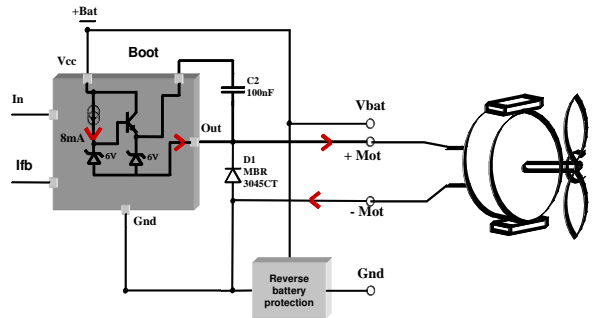 +Bat
Boot
Vcc
C2
100nF
In
Vbat
8mA
6V
6V
Out
+ Mot
Ifb
D1
MBR
3045CT
- Mot
Gnd
Reverse
battery
protection
Gnd